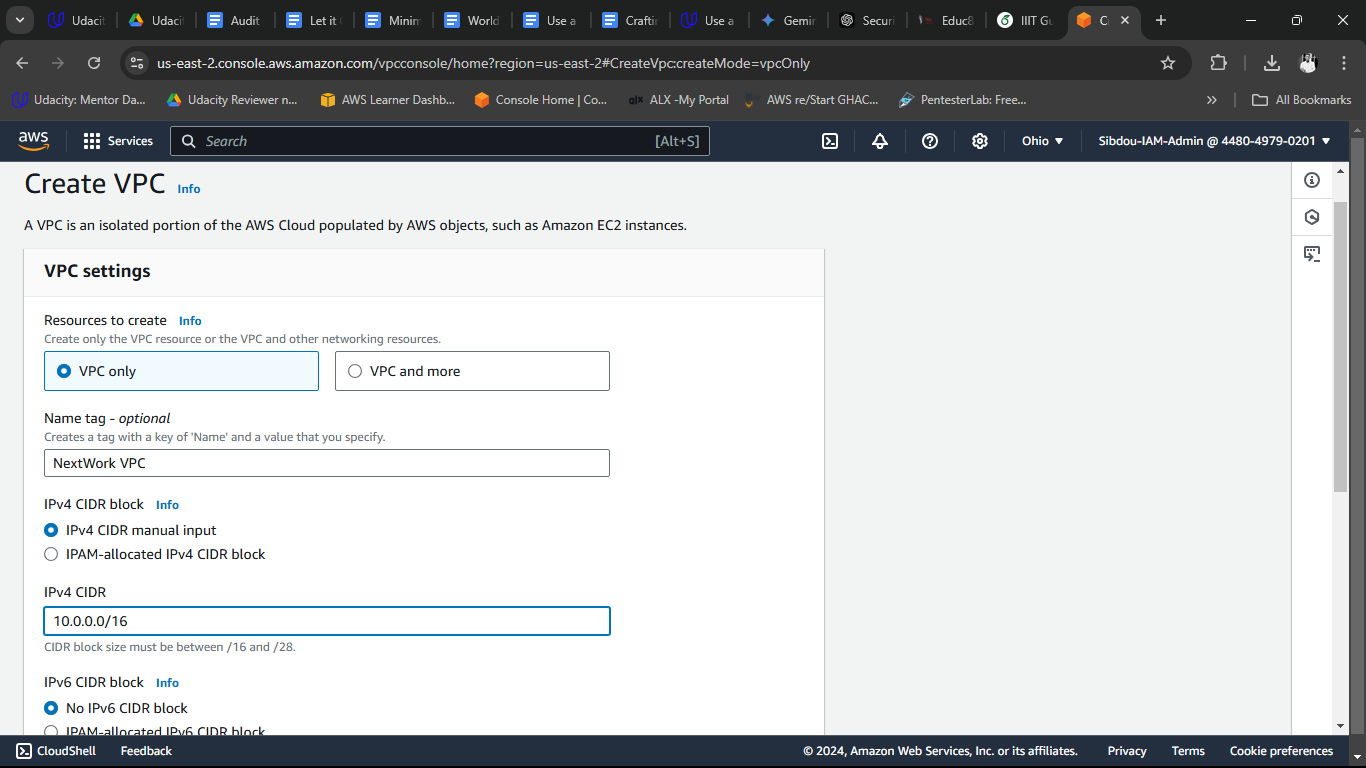 Udacit
Udacit
Audit
Let it
Minim
World
Use a
Craftin
Use a
Gemin
Securi
Educ8
IIIT Gu
us-east-2.console.aws.amazon.com/vpcconsole/home?region=us-east-2#CreateVpc:createMode=vpcOnly
Udacity: Mentor Da...
Udacity Reviewer n...
AWS Learner Dashb...
Console Home | Co...
alx
ALX -My Portal
AWS re/Start GHAC...
PentesterLab: Free...
»
All Bookmarks
aws
Services
Search
[Alt+S]
Ohio
Sibdou-IAM-Admin @ 4480-4979-0201
Create VPC Info
A VPC is an isolated portion of the AWS Cloud populated by AWS objects, such as Amazon EC2 instances.
VPC settings
Resources to create Info
Create only the VPC resource or the VPC and other networking resources.
VPC only
VPC and more
Name tag - optional
Creates a tag with a key of 'Name' and a value that you specify.
NextWork VPC
IPv4 CIDR block Info
IPv4 CIDR manual input
IPAM-allocated IPv4 CIDR block
IPv4 CIDR
10.0.0.0/16
CIDR block size must be between /16 and /28.
IPv6 CIDR block Info
No IPv6 CIDR block
IPAM-allocated IPv6 CIDR block
CloudShell
Feedback
© 2024, Amazon Web Services, Inc. or its affiliates.
Privacy
Terms
Cookie preferences